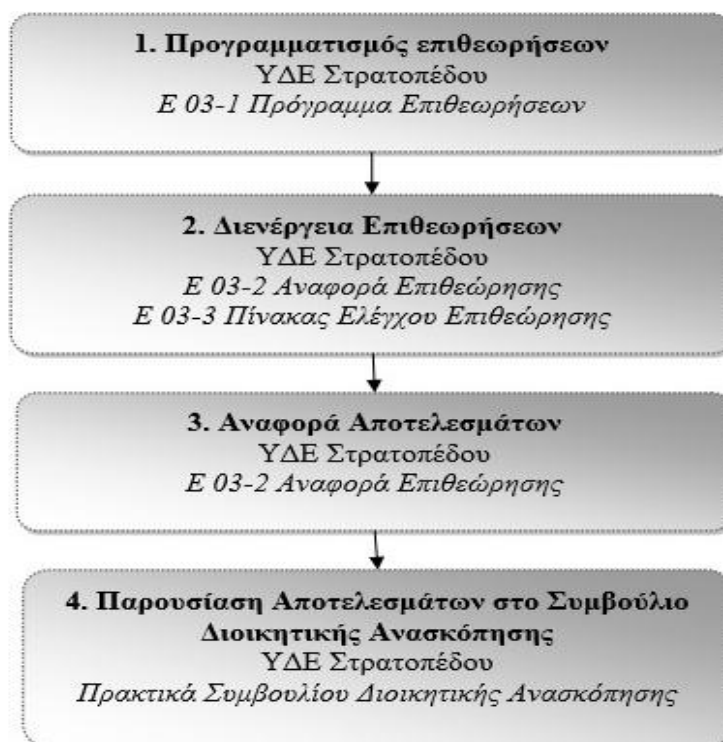 1. Προγραμματισμός επιθεωρήσεων
ΥΔΕ Στρατοπέδου
Ε 03-1 Πρόγραμμα Επιθεωρήσεων
2. Διενέργεια Επιθεωρήσεων
ΥΔΕ Στρατοπέδου
Ε 03-2 Αναφορά Επιθεώρησης
Ε 03-3 Πίνακας Ελέγχου Επιθεώρησης
3. Αναφορά Αποτελεσμάτων
ΥΔΕ Στρατοπέδου
Ε 03-2 Αναφορά Επιθεώρησης
4. Παρουσίαση Αποτελεσμάτων στο Συμβούλιο
Διοικητικής Ανασκόπησης
ΥΔΕ Στρατοπέδου
Πρακτικά Συμβουλίου Διοικητικής Ανασκόπησης